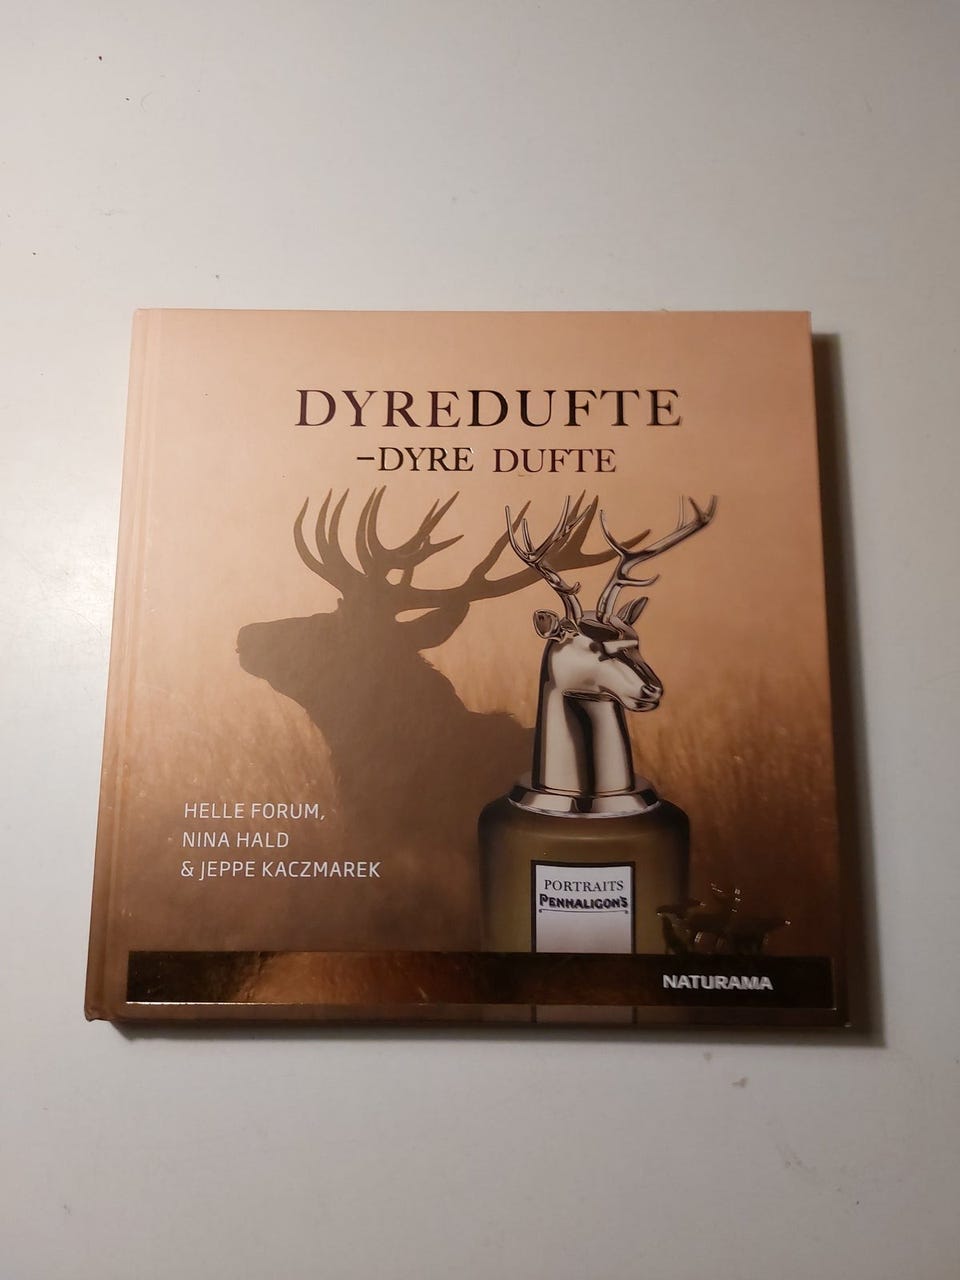 DYREDUFTE
-DYRE DUFTE
HELLE FORUM,
NINA HALD
& JEPPE KACZMAREK
PORTRAITS
PENHALIGON'S
NATURAMA